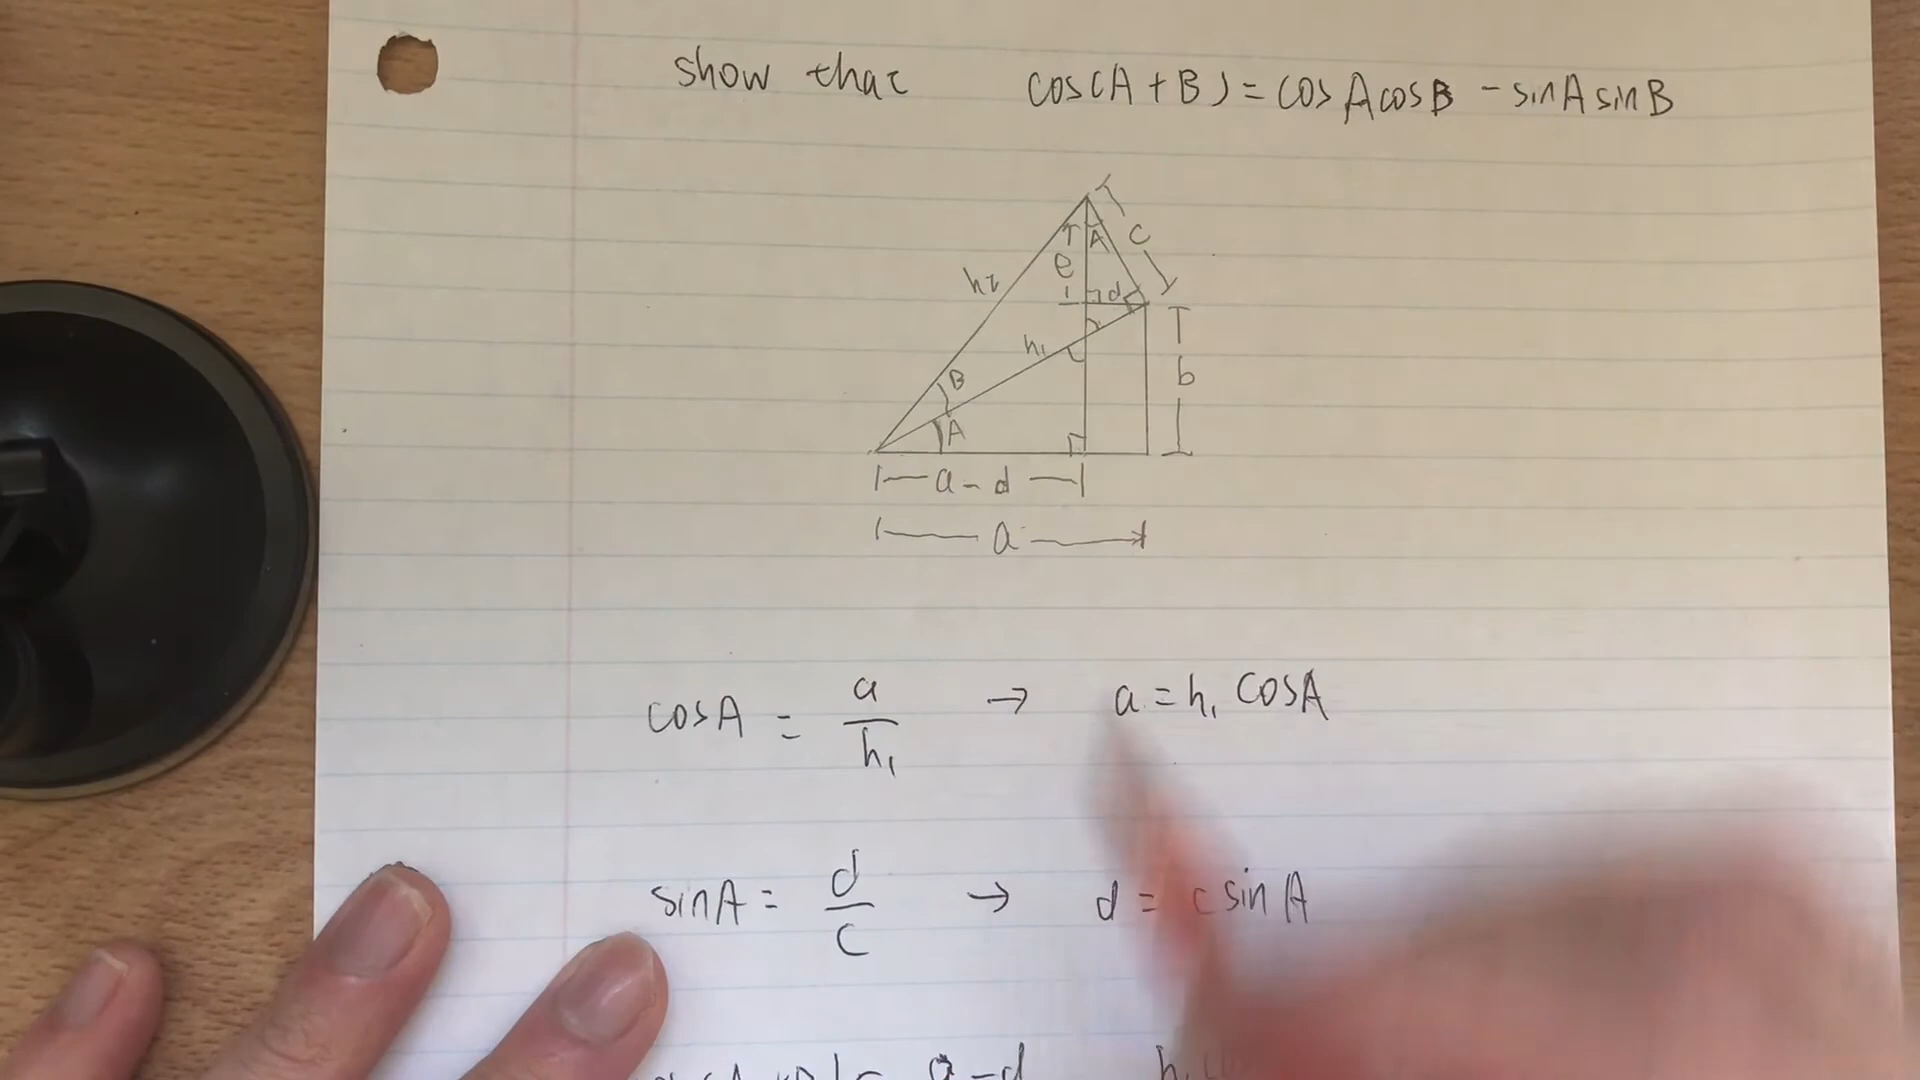 show that cos(A + B) = cosAcosB - sinAsinB
A c
e
h2
d
h1
B
b
A
a - d
a
cosA = a/h1 → a = h1 cosA
sinA = d/c → d = c sinA
a - d